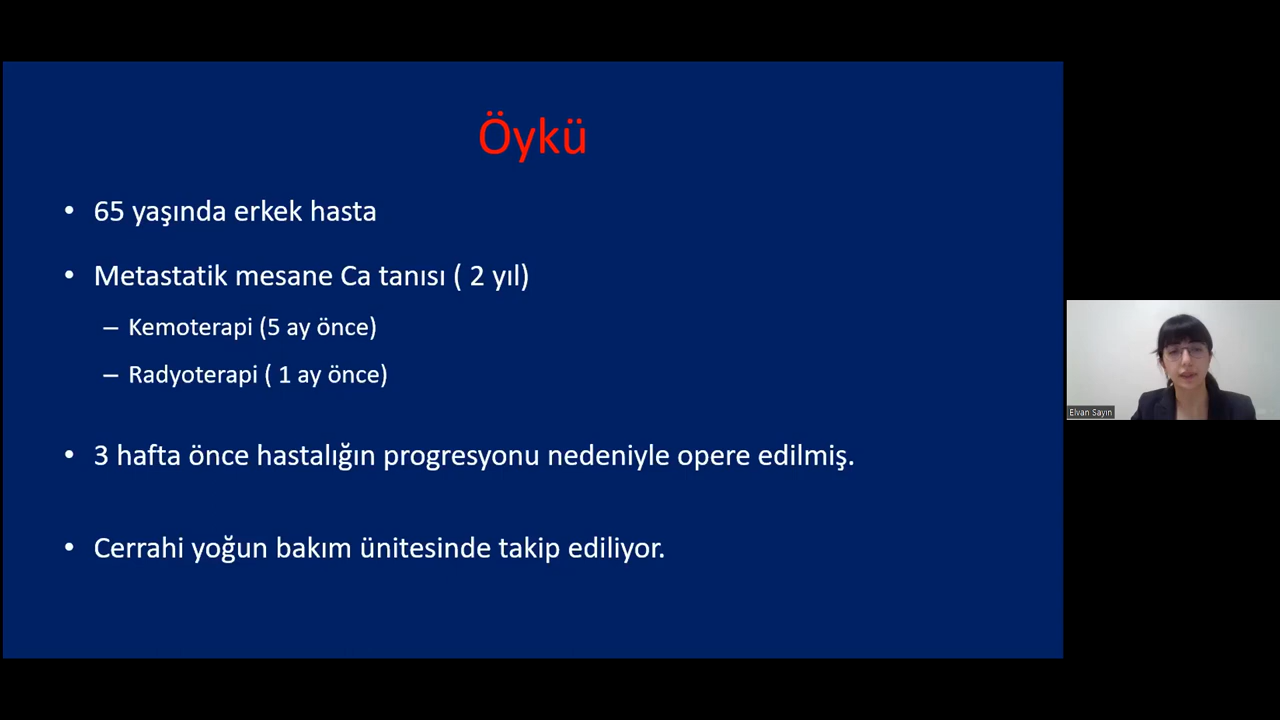 Öykü
• 65 yaşında erkek hasta
• Metastatik mesane Ca tanısı ( 2 yıl)
– Kemoterapi (5 ay önce)
– Radyoterapi ( 1 ay önce)
• 3 hafta önce hastalığın progresyonu nedeniyle opere edilmiş.
• Cerrahi yoğun bakım ünitesinde takip ediliyor.
Elvan Sayın